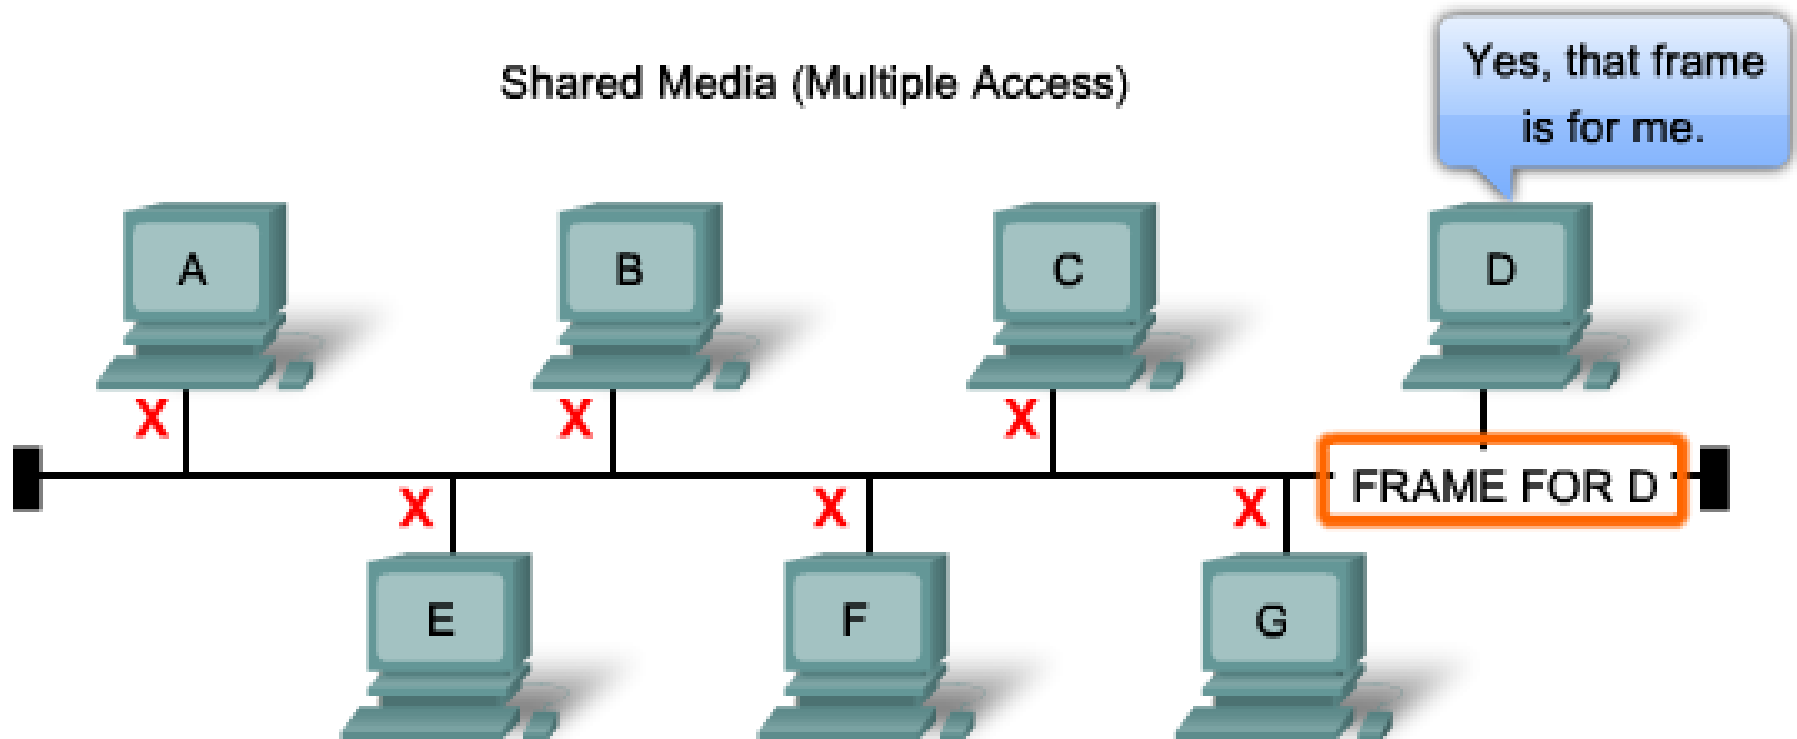 Shared Media (Multiple Access)
Yes, that frame
is for me.
A
B
C
D
X
X
X
FRAME FOR D
X
X
X
E
F
G